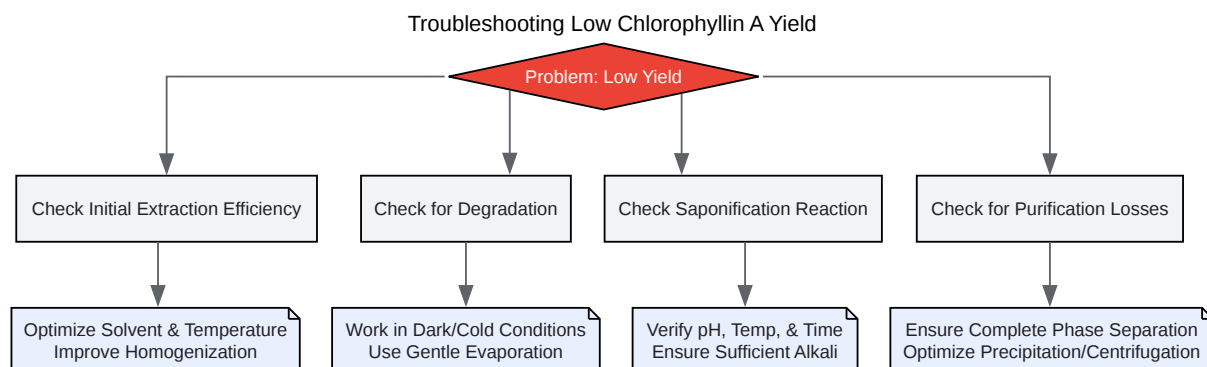 Troubleshooting Low Chlorophyllin A Yield
Problem: Low Yield
Check Initial Extraction Efficiency
Check for Degradation
Check Saponification Reaction
Check for Purification Losses
Optimize Solvent & Temperature
Improve Homogenization
Work in Dark/Cold Conditions
Use Gentle Evaporation
Verify pH, Temp, & Time
Ensure Sufficient Alkali
Ensure Complete Phase Separation
Optimize Precipitation/Centrifugation